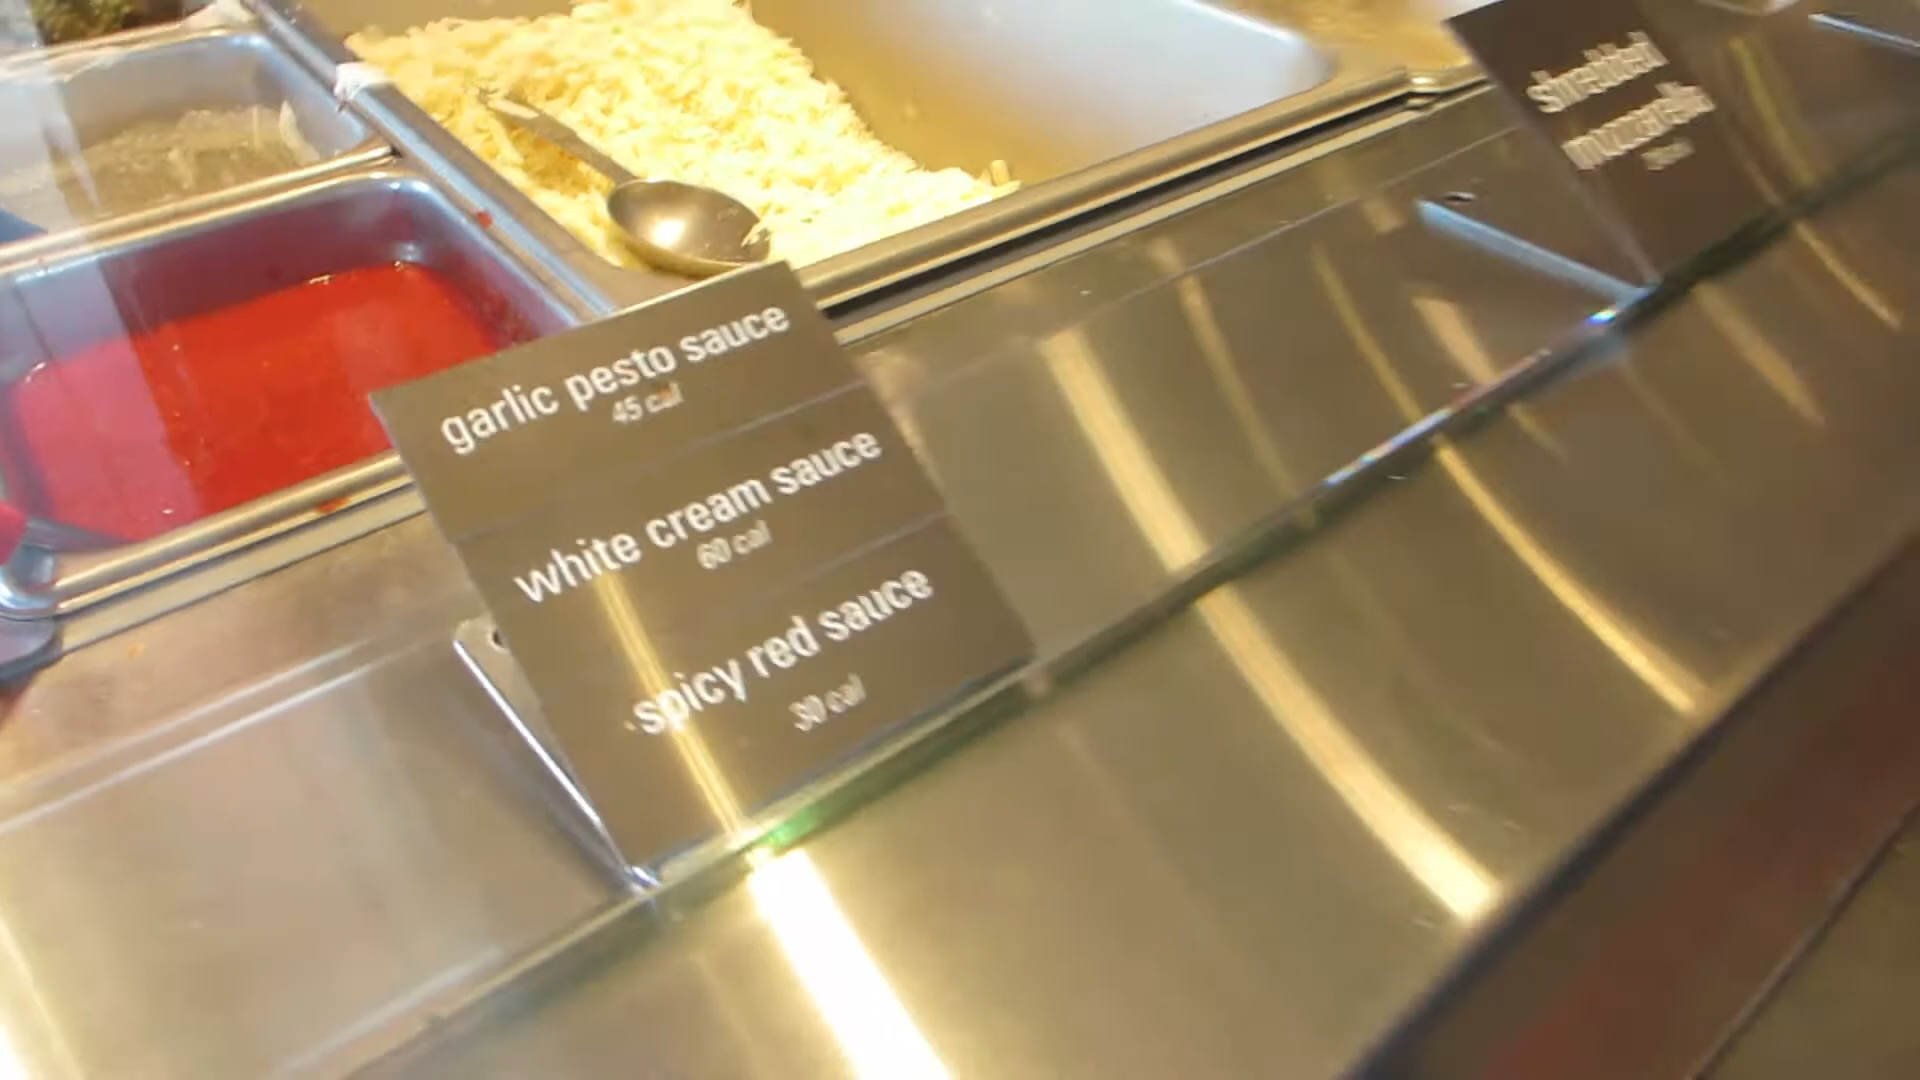 garlic pesto sauce
45 cal
white cream sauce
60 cal
spicy red sauce
30 cal
shredded
mozzarella